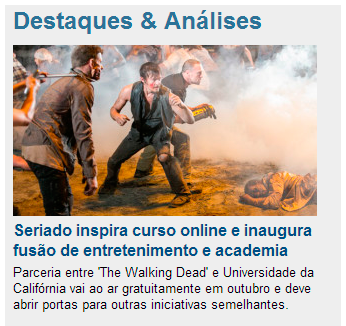 Destaques & Análises
Seriado inspira curso online e inaugura
fusão de entretenimento e academia
Parceria entre 'The Walking Dead' e Universidade da
Califórnia vai ao ar gratuitamente em outubro e deve
abrir portas para outras iniciativas semelhantes.